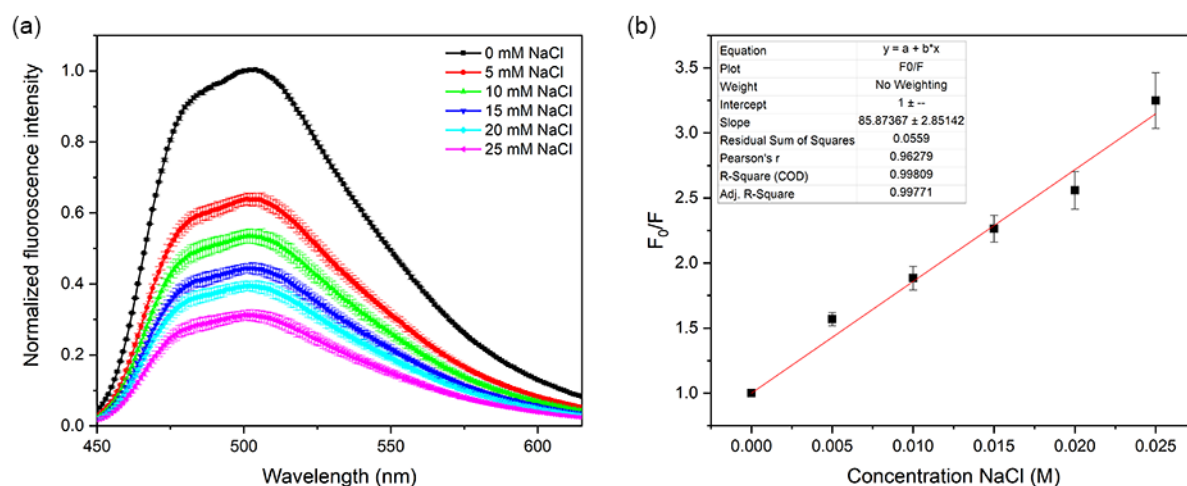 (a)
Normalized fluoroscence intensity
1.0
0.8
0.6
0.4
0.2
0.0
450
500
550
600
Wavelength (nm)
0 mM NaCl
5 mM NaCl
10 mM NaCl
15 mM NaCl
20 mM NaCl
25 mM NaCl
(b)
F0/F
3.5
3.0
2.5
2.0
1.5
1.0
0.000
0.005
0.010
0.015
0.020
0.025
Concentration NaCl (M)
Equation y = a + b*x
Plot F0/F
Weight No Weighting
Intercept 1 ± --
Slope 85.87367 ± 2.85142
Residual Sum of Squares 0.0559
Pearson's r 0.96279
R-Square (COD) 0.99809
Adj. R-Square 0.99771